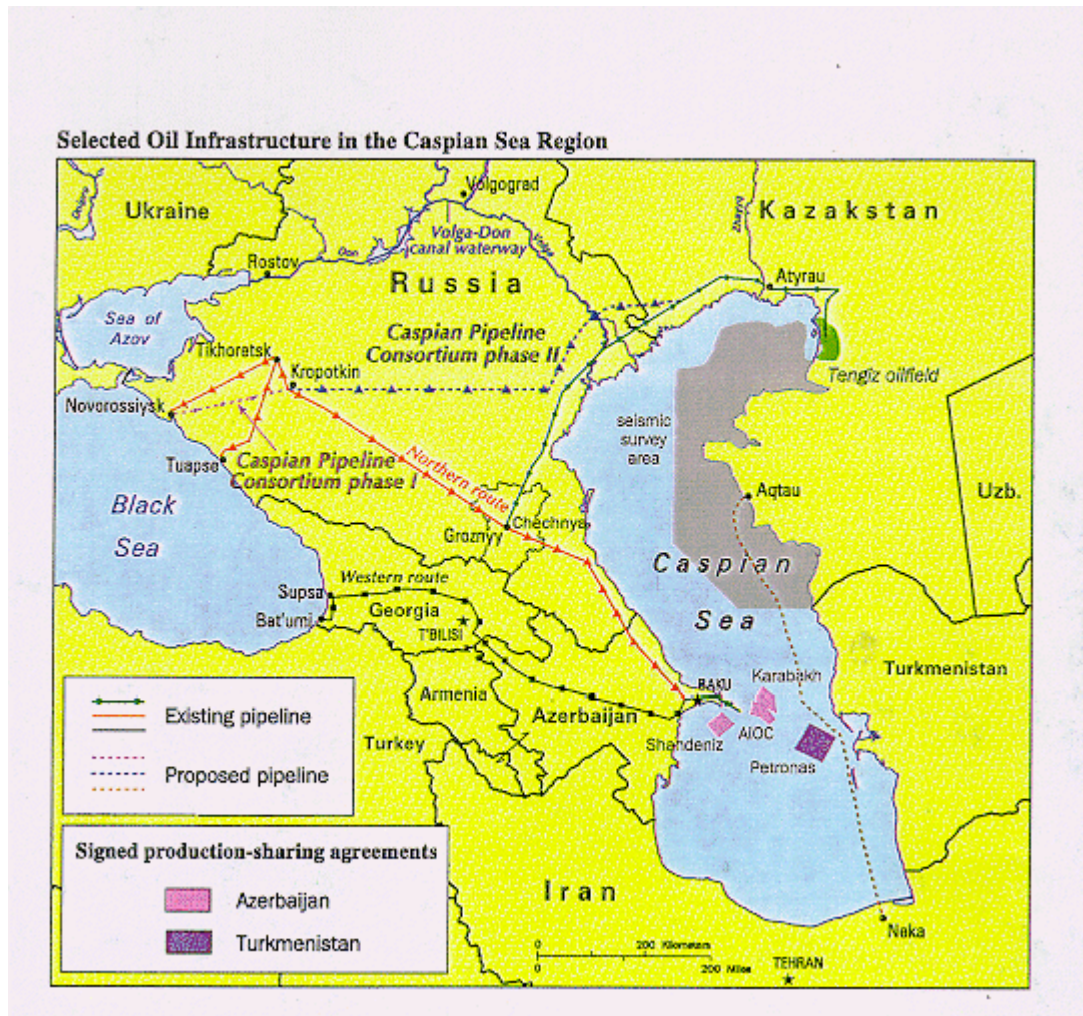 Selected Oil Infrastructure in the Caspian Sea Region
Volgograd
Ukraine
Volga-Don
canal waterway
Volga
Don
Kazakstan
Rostov
Russia
Atyrau
Sea of
Azov
Caspian Pipeline
Consortium phase II
Tikhoretsk
Kropotkin
Tengiz oilfield
Novorossiysk
seismic
survey
area
Tuapse
Caspian Pipeline
Consortium phase I
Northern route
Aqtau
Uzb.
Black
Sea
Groznyy
Chechnya
Caspian
Sea
Western route
Supsa
Georgia
Bat'umi
T'BILISI
Turkmenistan
Armenia
Azerbaijan
BAKU
Karabakh
Turkey
Shahdeniz
AIOC
Petronas
Existing pipeline
Proposed pipeline
Signed production-sharing agreements
Azerbaijan
Turkmenistan
Iran
Neka
0 200 Kilometers
0 200 Miles
TEHRAN